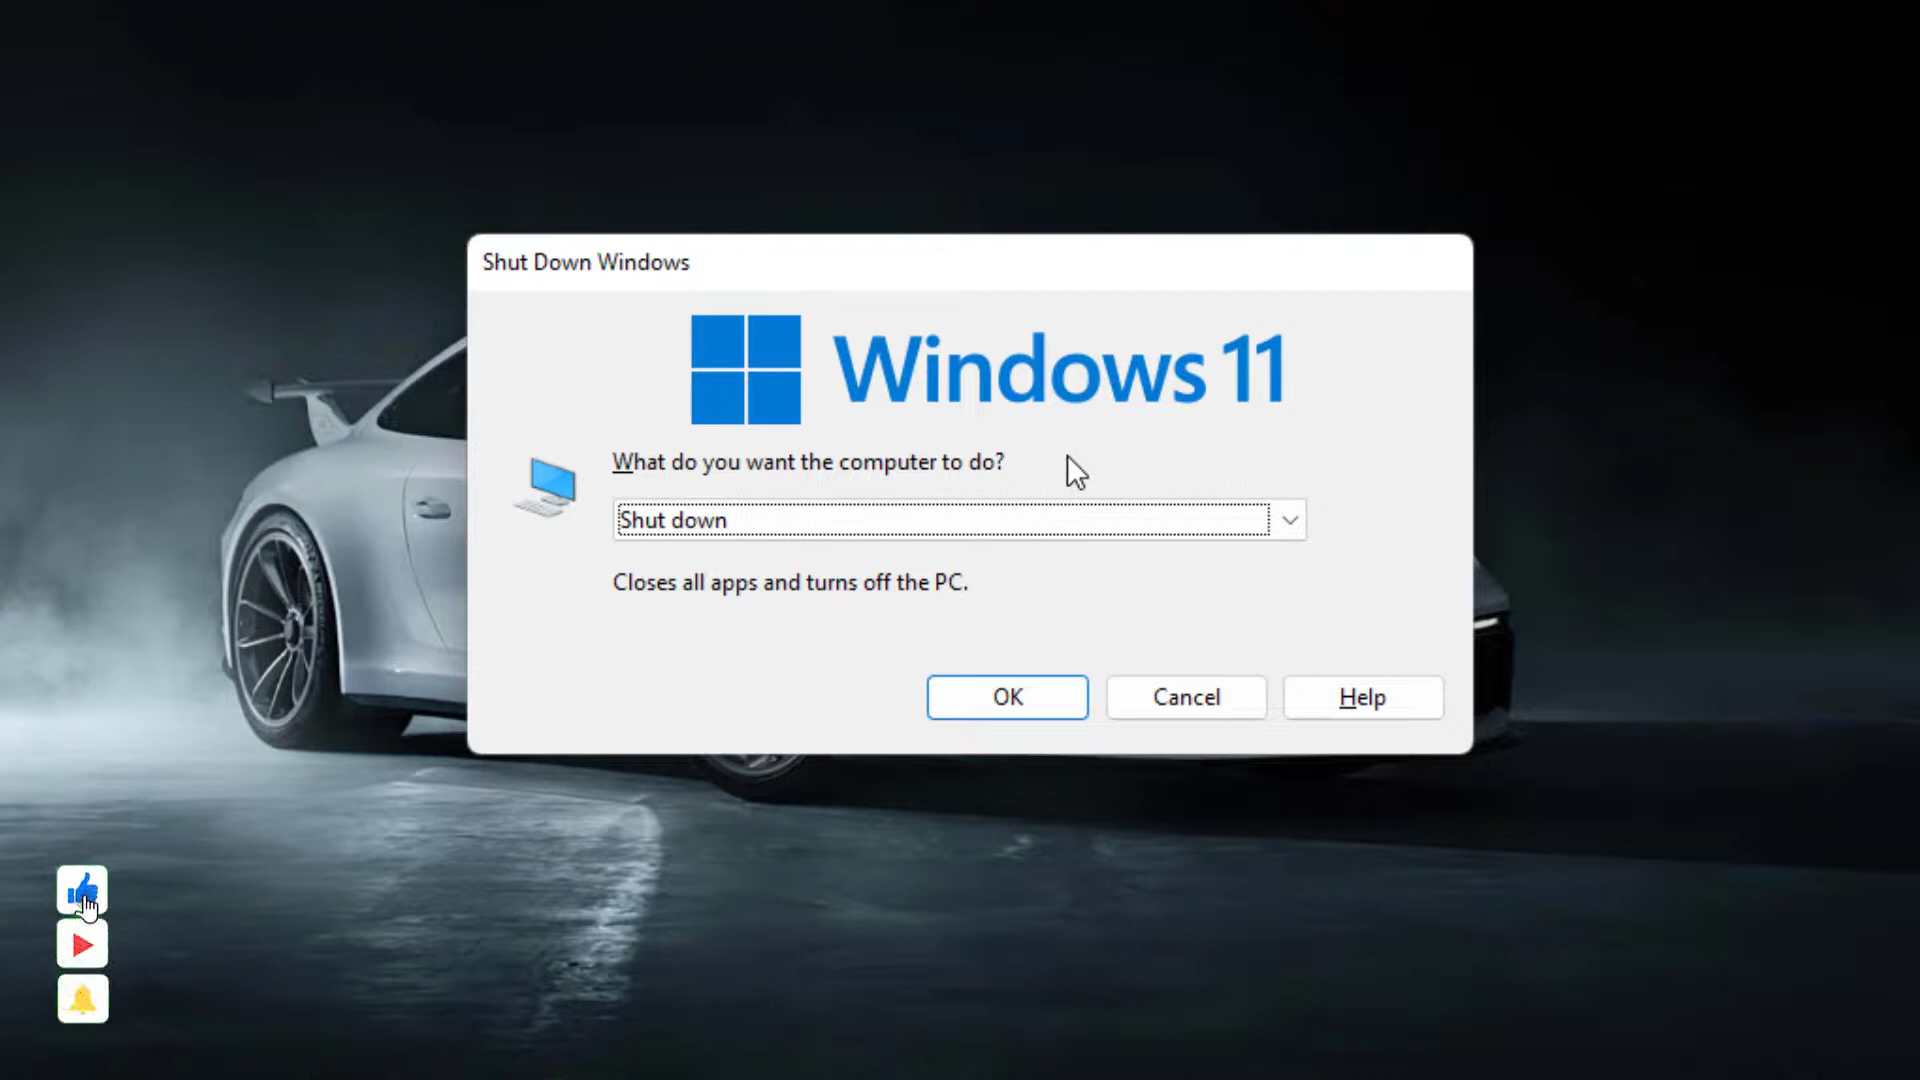 Shut Down Windows
Windows 11
What do you want the computer to do?
Shut down
Closes all apps and turns off the PC.
OK
Cancel
Help